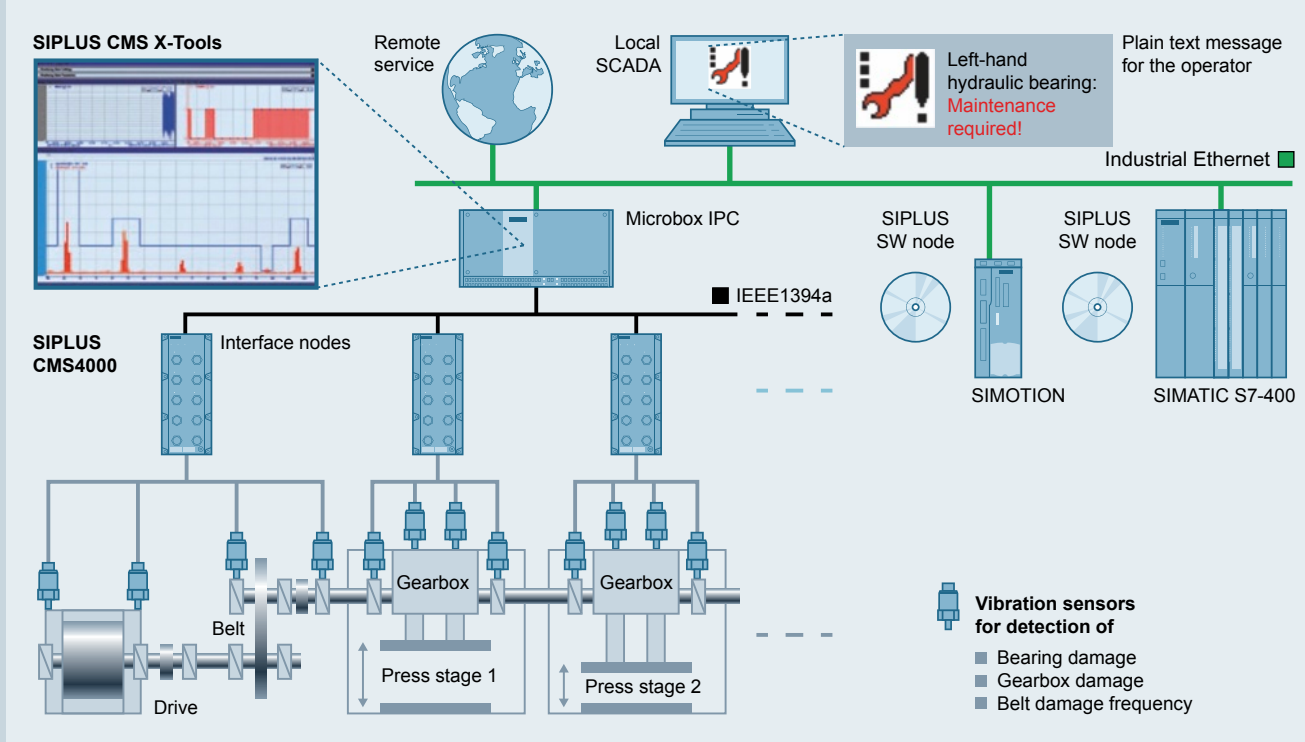 SIPLUS CMS X-Tools
Remote
service
Local
SCADA
Left-hand
hydraulic bearing:
Maintenance
required!
Plain text message
for the operator
Industrial Ethernet
Microbox IPC
SIPLUS
SW node
SIPLUS
SW node
IEEE1394a
SIPLUS
CMS4000
Interface nodes
SIMOTION
SIMATIC S7-400
Gearbox
Gearbox
Belt
Press stage 1
Press stage 2
Drive
Vibration sensors
for detection of
Bearing damage
Gearbox damage
Belt damage frequency